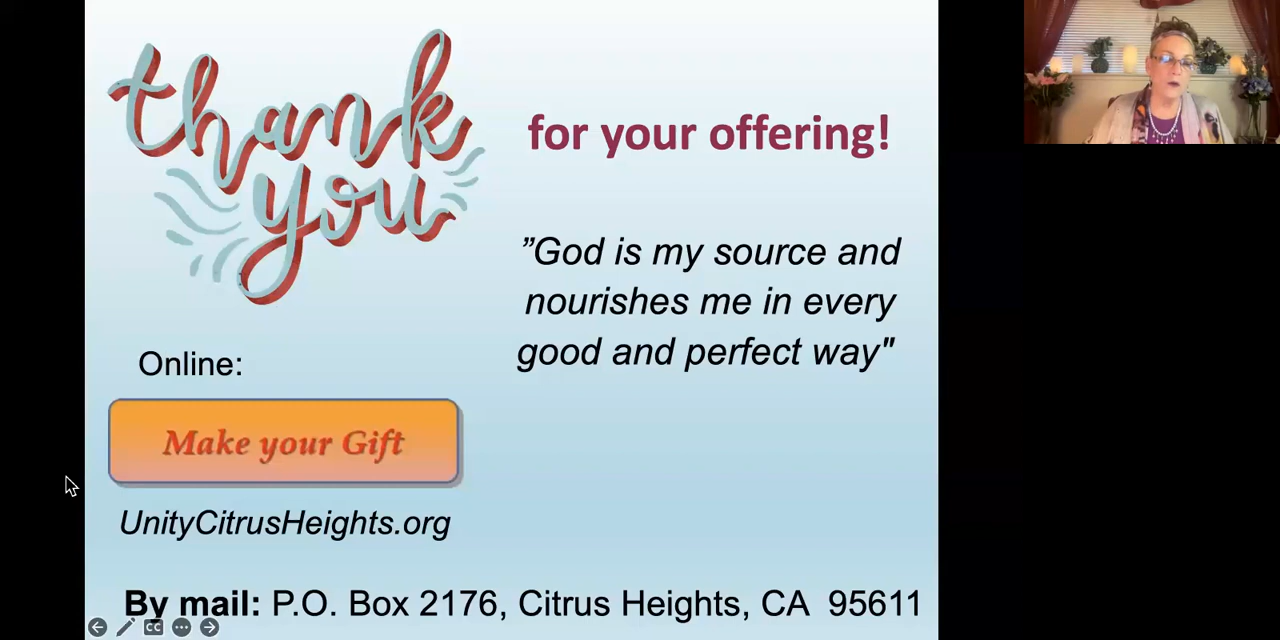 thank
you
for your offering!
”God is my source and
nourishes me in every
good and perfect way"
Online:
Make your Gift
UnityCitrusHeights.org
By mail: P.O. Box 2176, Citrus Heights, CA  95611
CC